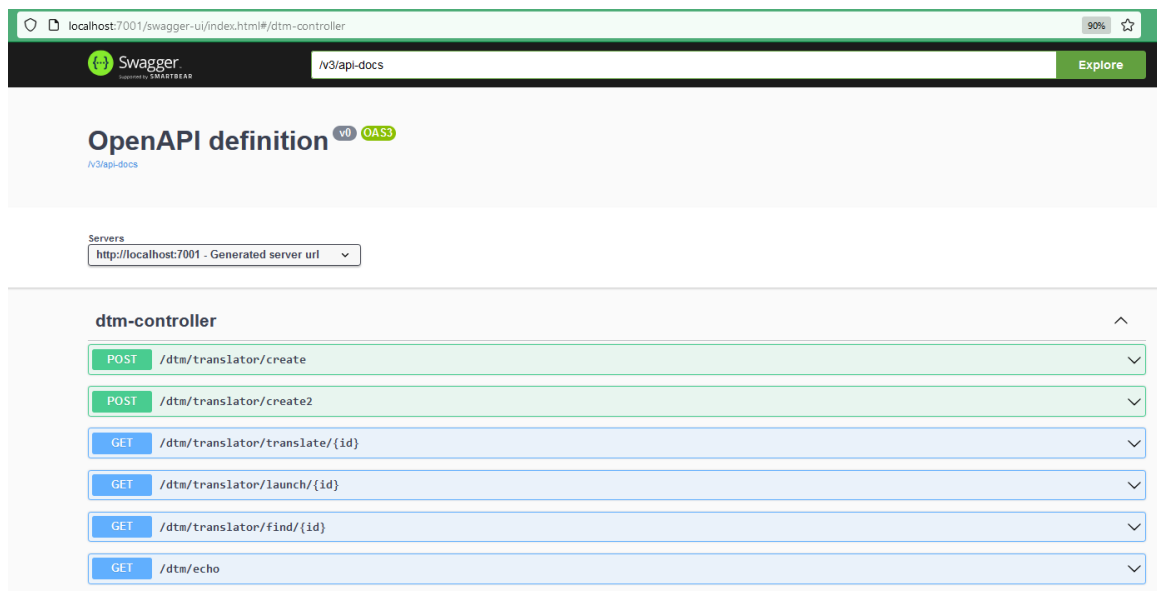 localhost:7001/swagger-ui/index.html#/dtm-controller 90%
{··} Swagger. /v3/api-docs Explore
Supported by SMARTBEAR
OpenAPI definition v0 OAS3
/v3/api-docs
Servers
http://localhost:7001 - Generated server url
dtm-controller
POST /dtm/translator/create
POST /dtm/translator/create2
GET /dtm/translator/translate/{id}
GET /dtm/translator/launch/{id}
GET /dtm/translator/find/{id}
GET /dtm/echo